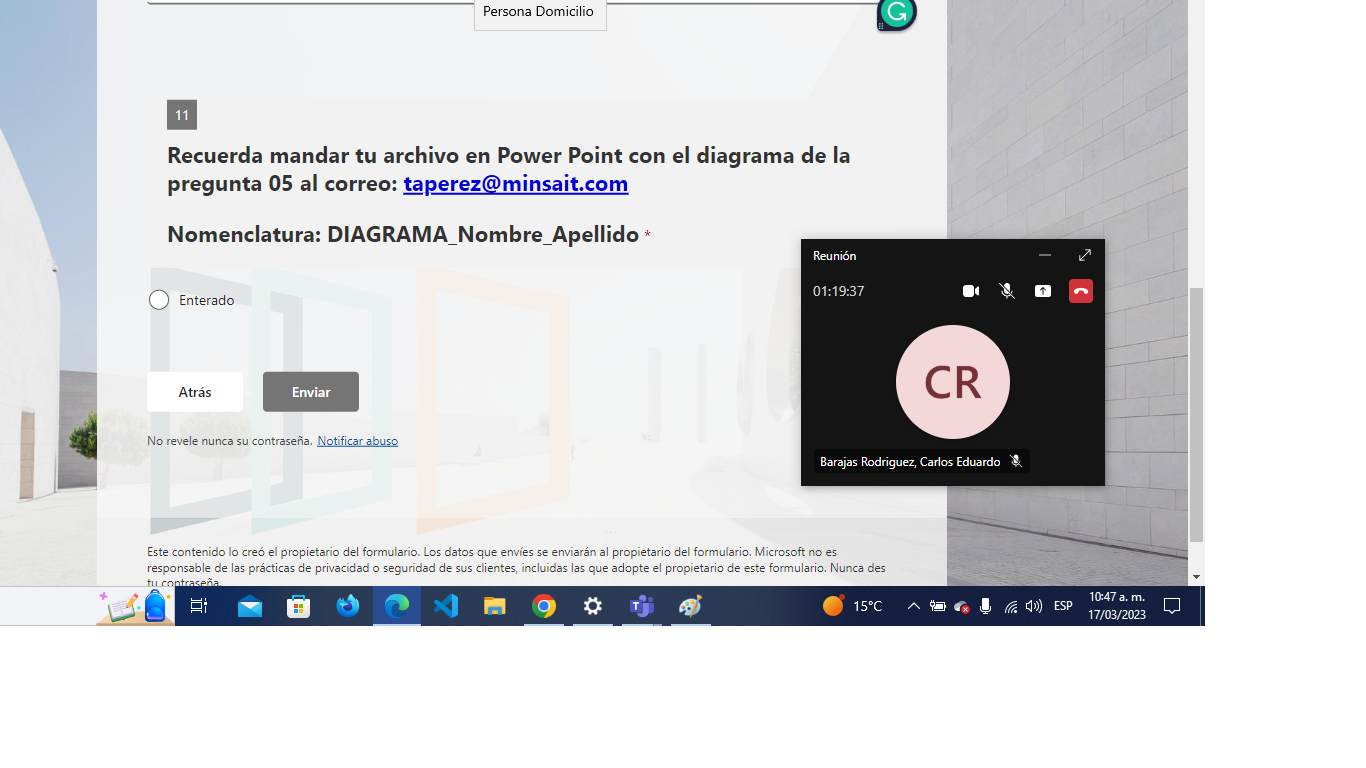 Persona Domicilio
11
Recuerda mandar tu archivo en Power Point con el diagrama de la
pregunta 05 al correo: taperez@minsait.com
Nomenclatura: DIAGRAMA_Nombre_Apellido *
Enterado
Atrás
Enviar
No revele nunca su contraseña. Notificar abuso
Reunión
01:19:37
CR
Barajas Rodriguez, Carlos Eduardo
Este contenido lo creó el propietario del formulario. Los datos que envíes se enviarán al propietario del formulario. Microsoft no es
responsable de las prácticas de privacidad o seguridad de sus clientes, incluidas las que adopte el propietario de este formulario. Nunca des
tu contraseña.
15°C
ESP
10:47 a. m.
17/03/2023